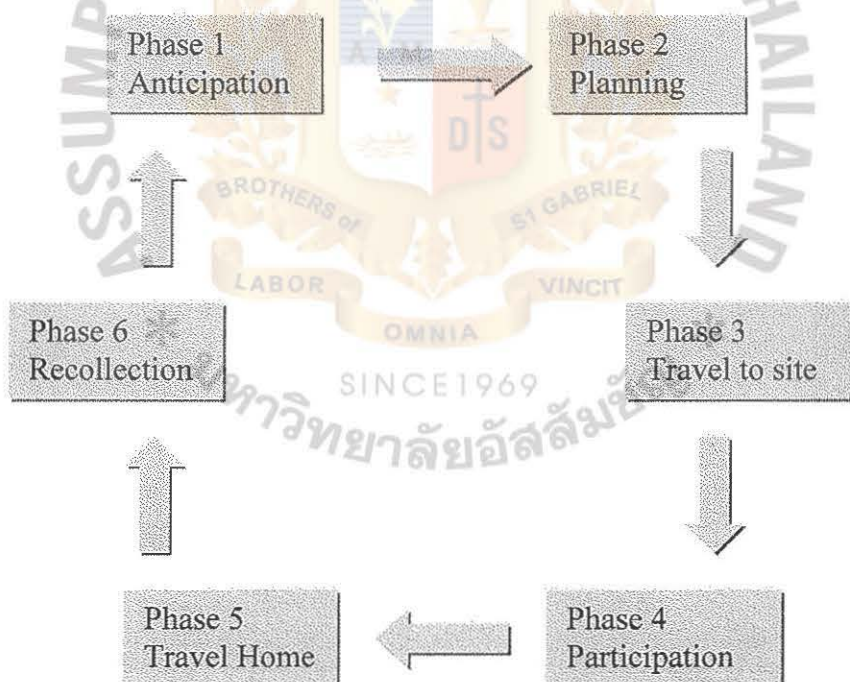 Phase 1
Anticipation
Phase 2
Planning
Phase 3
Travel to site
Phase 4
Participation
Phase 5
Travel Home
Phase 6
Recollection
THAILAND
D S
BROTHERS of
ST GABRIEL
LABOR
OMNIA
VINCIT
SINCE1969